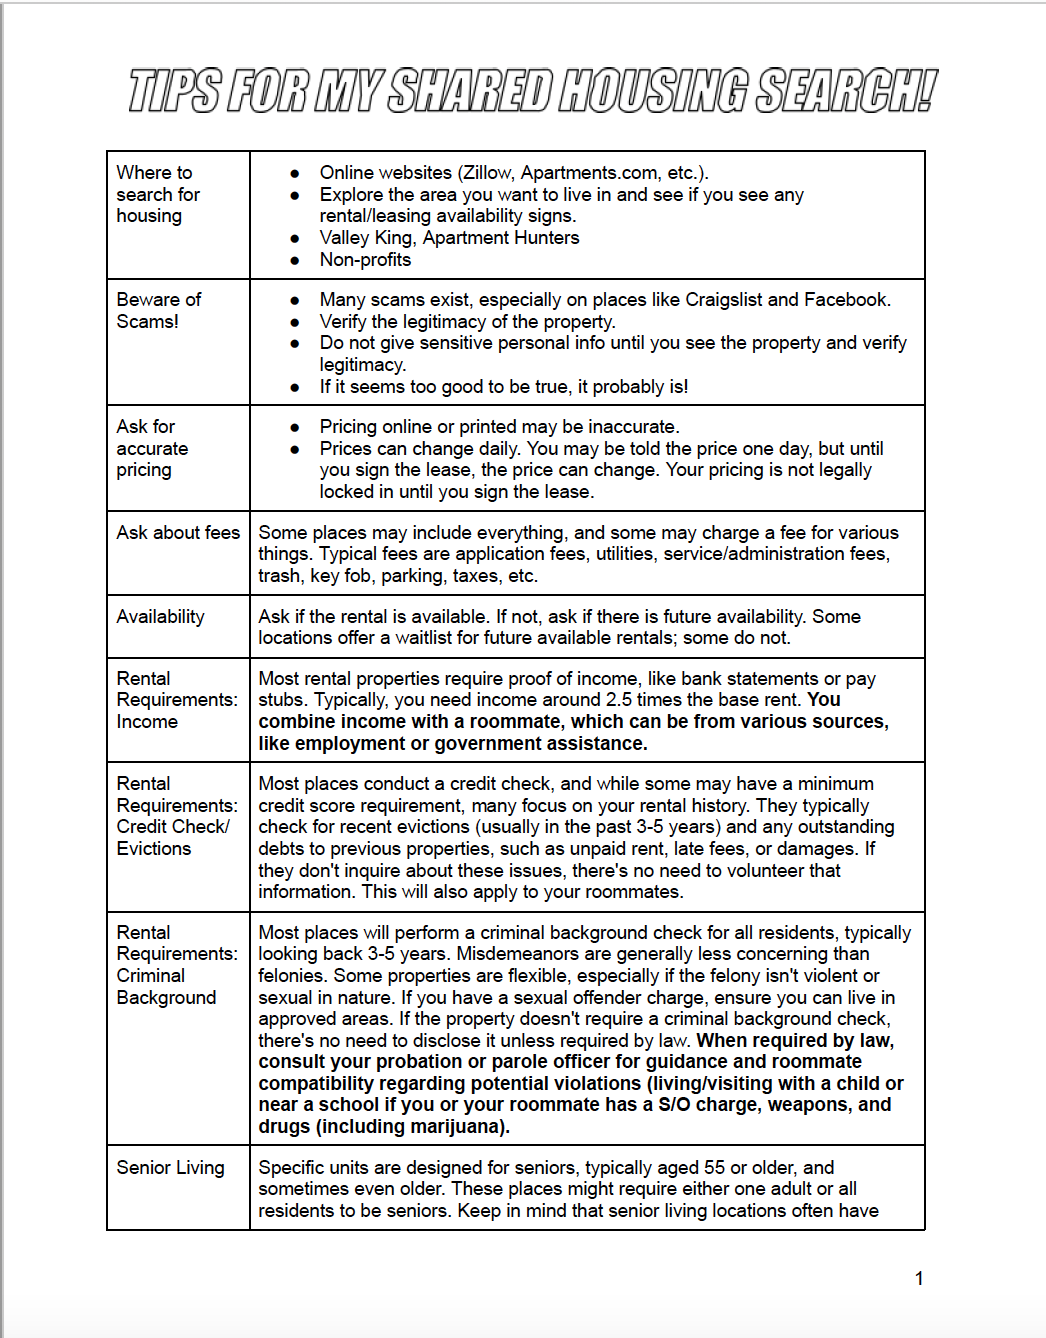 TIPS FOR MY SHARED HOUSING SEARCH!
Where to
search for
housing
● Online websites (Zillow, Apartments.com, etc.).
● Explore the area you want to live in and see if you see any
rental/leasing availability signs.
● Valley King, Apartment Hunters
● Non-profits
Beware of
Scams!
● Many scams exist, especially on places like Craigslist and Facebook.
● Verify the legitimacy of the property.
● Do not give sensitive personal info until you see the property and verify
legitimacy.
● If it seems too good to be true, it probably is!
Ask for
accurate
pricing
● Pricing online or printed may be inaccurate.
● Prices can change daily. You may be told the price one day, but until
you sign the lease, the price can change. Your pricing is not legally
locked in until you sign the lease.
Ask about fees
Some places may include everything, and some may charge a fee for various
things. Typical fees are application fees, utilities, service/administration fees,
trash, key fob, parking, taxes, etc.
Availability
Ask if the rental is available. If not, ask if there is future availability. Some
locations offer a waitlist for future available rentals; some do not.
Rental
Requirements:
Income
Most rental properties require proof of income, like bank statements or pay
stubs. Typically, you need income around 2.5 times the base rent. You
combine income with a roommate, which can be from various sources,
like employment or government assistance.
Rental
Requirements:
Credit Check/
Evictions
Most places conduct a credit check, and while some may have a minimum
credit score requirement, many focus on your rental history. They typically
check for recent evictions (usually in the past 3-5 years) and any outstanding
debts to previous properties, such as unpaid rent, late fees, or damages. If
they don't inquire about these issues, there's no need to volunteer that
information. This will also apply to your roommates.
Rental
Requirements:
Criminal
Background
Most places will perform a criminal background check for all residents, typically
looking back 3-5 years. Misdemeanors are generally less concerning than
felonies. Some properties are flexible, especially if the felony isn't violent or
sexual in nature. If you have a sexual offender charge, ensure you can live in
approved areas. If the property doesn't require a criminal background check,
there's no need to disclose it unless required by law. When required by law,
consult your probation or parole officer for guidance and roommate
compatibility regarding potential violations (living/visiting with a child or
near a school if you or your roommate has a S/O charge, weapons, and
drugs (including marijuana).
Senior Living
Specific units are designed for seniors, typically aged 55 or older, and
sometimes even older. These places might require either one adult or all
residents to be seniors. Keep in mind that senior living locations often have
1